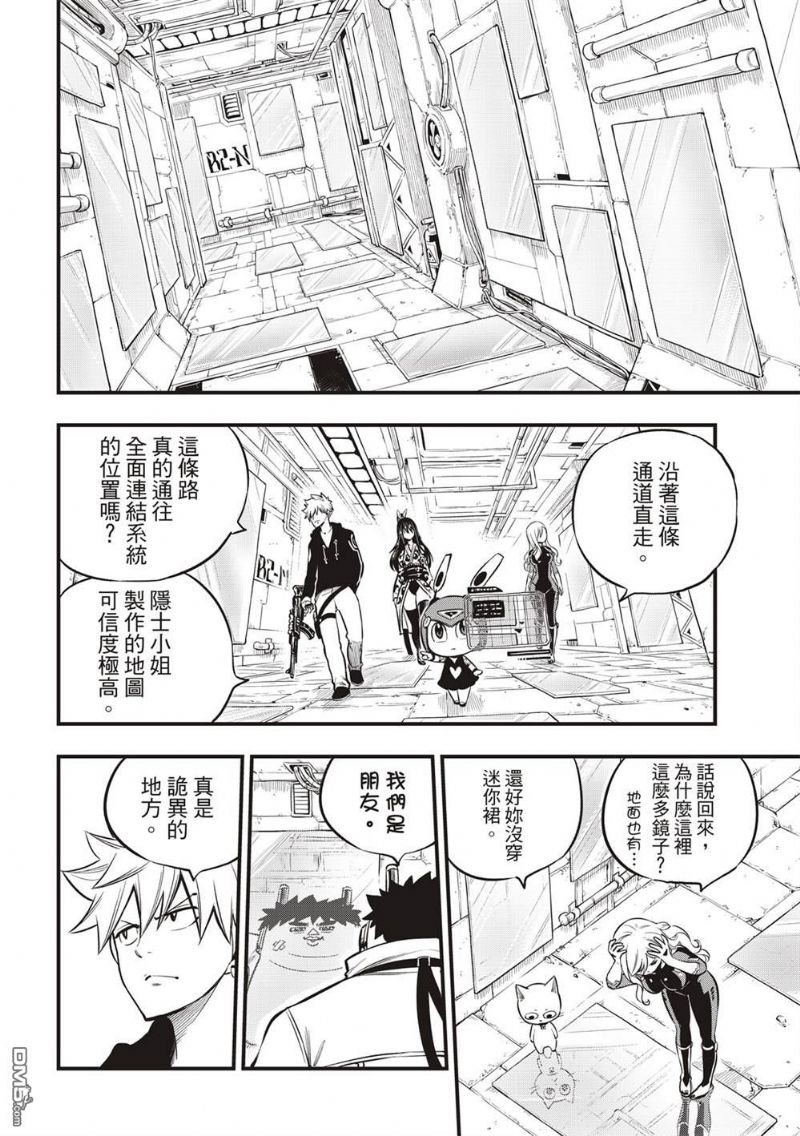 B2-N
沿著這條
通道直走。
這條路
真的通往
全面連結系統
的位置嗎？
隱士小姐
製作的地圖
可信度極高。
B2-N
話說回來，
為什麼這裡
這麼多鏡子？
地面也有…
還好妳沒穿
迷你裙。
我們是
朋友。
真是
詭異的
地方。
DM5